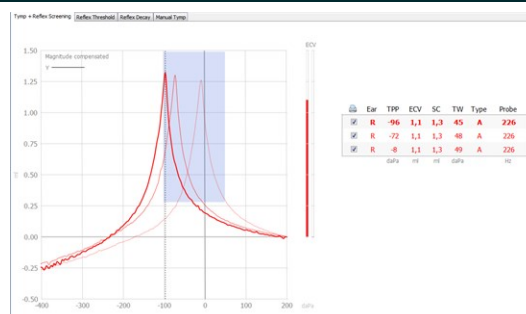 Tymp + Reflex Screening Reflex Threshold Reflex Decay Manual Tymp
1.50
Magnitude compensated
Y
1.25
1.00
0.75
0.50
0.25
0.00
-0.25
-0.50
-400 -300 -200 -100 0 100 200 daPa
ECV
Ear TPP ECV SC TW Type Probe
R -96 1,1 1,3 45 A 226
R -72 1,1 1,3 48 A 226
R -8 1,1 1,3 49 A 226
daPa ml ml daPa Hz